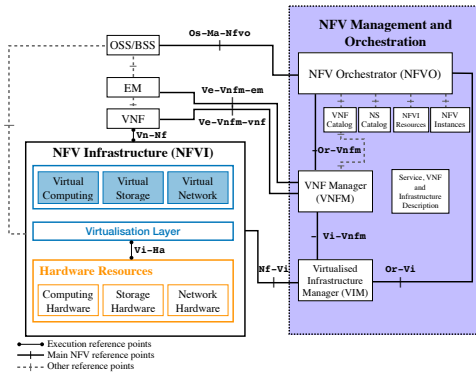 NFV Management and
Orchestration
Os-Ma-Nfvo
OSS/BSS
NFV Orchestrator (NFVO)
EM
Ve-Vnfm-em
VNF
Ve-Vnfm-vnf
VNF
Catalog
NS
Catalog
NFVI
Resources
NFV
Instances
Vn-Nf
Or-Vnfm
NFV Infrastructure (NFVI)
Virtual
Computing
Virtual
Storage
Virtual
Network
VNF Manager
(VNFM)
Service, VNF
and
Infrastructure
Description
Virtualisation Layer
Vi-Ha
Vi-Vnfm
Hardware Resources
Computing
Hardware
Storage
Hardware
Network
Hardware
Nf-Vi
Virtualised
Infrastructure
Manager (VIM)
Or-Vi
Execution reference points
Main NFV reference points
Other reference points